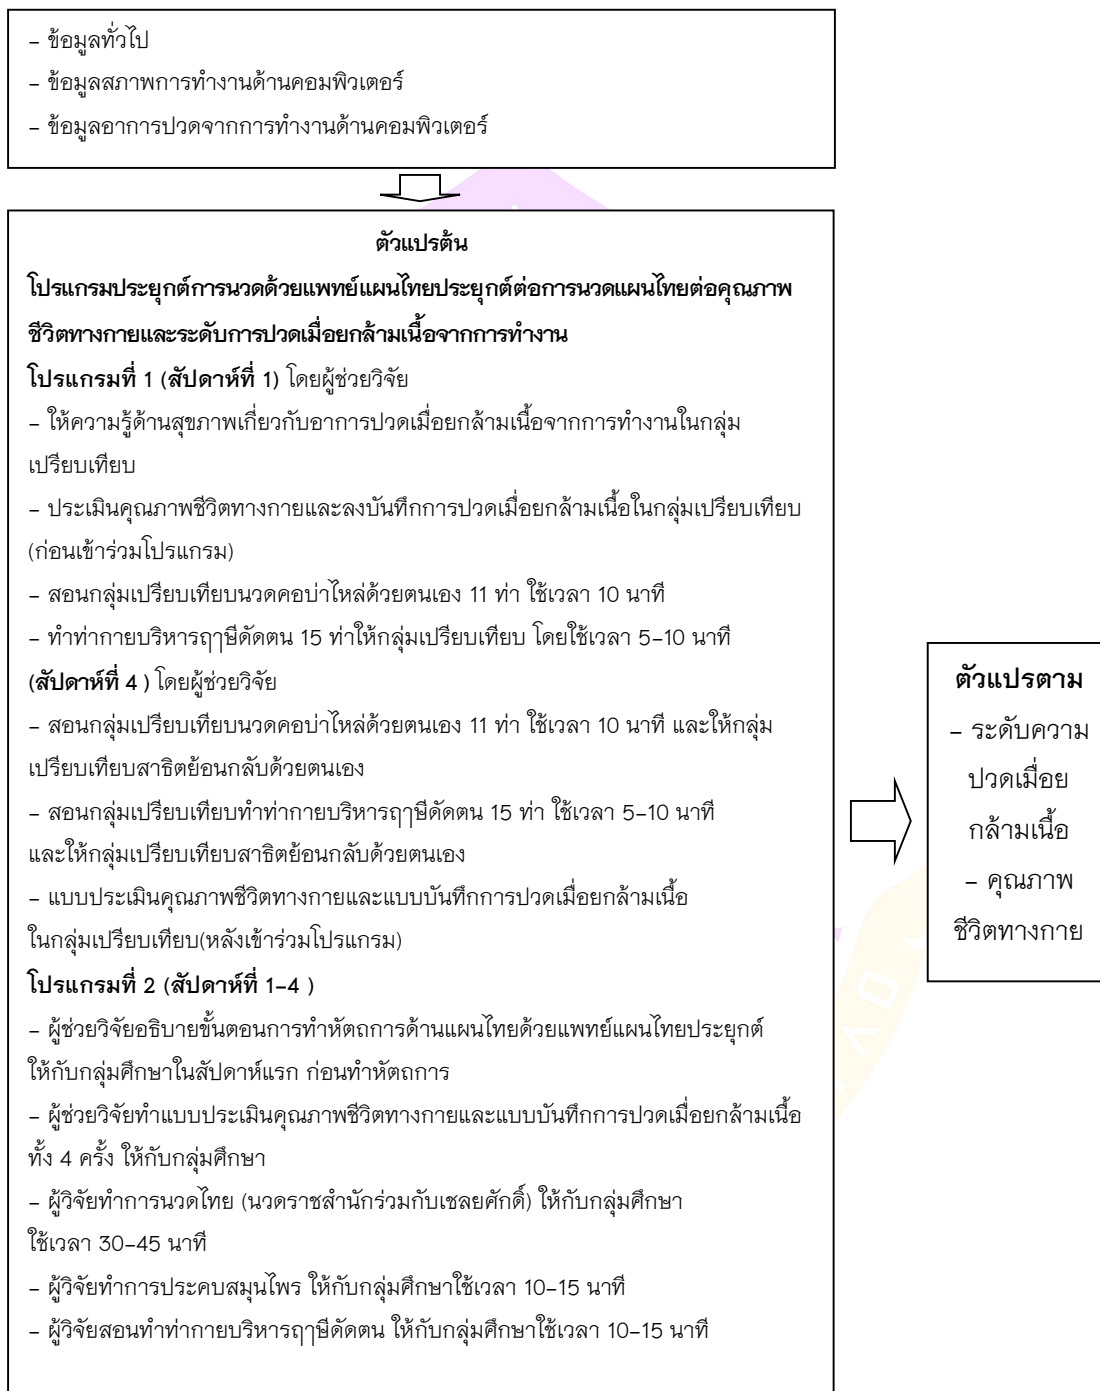 – ข้อมูลทั่วไป
– ข้อมูลสภาพการทำงานด้านคอมพิวเตอร์
– ข้อมูลอาการปวดจากการทำงานด้านคอมพิวเตอร์
ตัวแปรต้น
โปรแกรมประยุกต์การนวดด้วยแพทย์แผนไทยประยุกต์ต่อการนวดแผนไทยต่อคุณภาพ
ชีวิตทางกายและระดับการปวดเมื่อยกล้ามเนื้อจากการทำงาน
โปรแกรมที่ 1 (สัปดาห์ที่ 1) โดยผู้ช่วยวิจัย
– ให้ความรู้ด้านสุขภาพเกี่ยวกับอาการปวดเมื่อยกล้ามเนื้อจากการทำงานในกลุ่ม
เปรียบเทียบ
– ประเมินคุณภาพชีวิตทางกายและลงบันทึกการปวดเมื่อยกล้ามเนื้อในกลุ่มเปรียบเทียบ
(ก่อนเข้าร่วมโปรแกรม)
– สอนกลุ่มเปรียบเทียบนวดคอบ่าไหล่ด้วยตนเอง 11 ท่า ใช้เวลา 10 นาที
– ทำท่ากายบริหารฤๅษีดัดตน 15 ท่าให้กลุ่มเปรียบเทียบ โดยใช้เวลา 5–10 นาที
(สัปดาห์ที่ 4 ) โดยผู้ช่วยวิจัย
– สอนกลุ่มเปรียบเทียบนวดคอบ่าไหล่ด้วยตนเอง 11 ท่า ใช้เวลา 10 นาที และให้กลุ่ม
เปรียบเทียบสาธิตย้อนกลับด้วยตนเอง
– สอนกลุ่มเปรียบเทียบทำท่ากายบริหารฤๅษีดัดตน 15 ท่า ใช้เวลา 5–10 นาที
และให้กลุ่มเปรียบเทียบสาธิตย้อนกลับด้วยตนเอง
– แบบประเมินคุณภาพชีวิตทางกายและแบบบันทึกการปวดเมื่อยกล้ามเนื้อ
ในกลุ่มเปรียบเทียบ(หลังเข้าร่วมโปรแกรม)
โปรแกรมที่ 2 (สัปดาห์ที่ 1–4 )
– ผู้ช่วยวิจัยอธิบายขั้นตอนการทำหัตถการด้านแผนไทยด้วยแพทย์แผนไทยประยุกต์
ให้กับกลุ่มศึกษาในสัปดาห์แรก ก่อนทำหัตถการ
– ผู้ช่วยวิจัยทำแบบประเมินคุณภาพชีวิตทางกายและแบบบันทึกการปวดเมื่อยกล้ามเนื้อ
ทั้ง 4 ครั้ง ให้กับกลุ่มศึกษา
– ผู้วิจัยทำการนวดไทย (นวดราชสำนักร่วมกับเชลยศักดิ์) ให้กับกลุ่มศึกษา
ใช้เวลา 30–45 นาที
– ผู้วิจัยทำการประคบสมุนไพร ให้กับกลุ่มศึกษาใช้เวลา 10–15 นาที
– ผู้วิจัยสอนทำท่ากายบริหารฤๅษีดัดตน ให้กับกลุ่มศึกษาใช้เวลา 10–15 นาที
ตัวแปรตาม
– ระดับความ
ปวดเมื่อย
กล้ามเนื้อ
– คุณภาพ
ชีวิตทางกาย